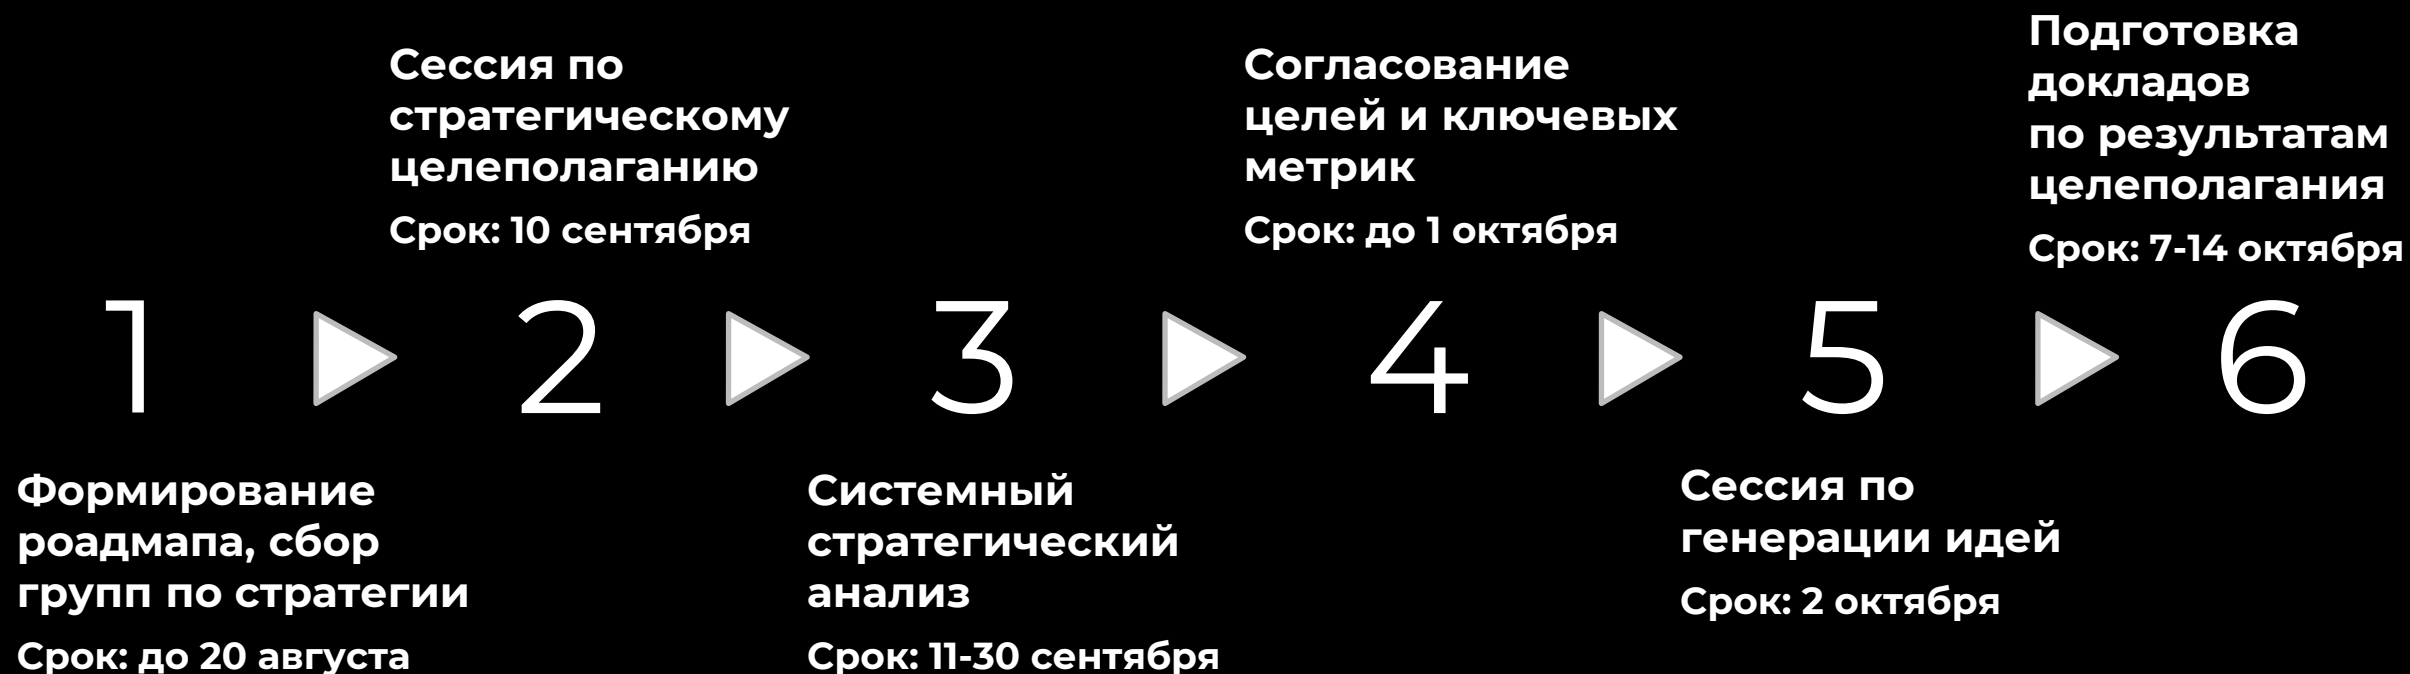 Сессия по
стратегическому
целеполаганию
Срок: 10 сентября
Согласование
целей и ключевых
метрик
Срок: до 1 октября
Подготовка
докладов
по результатам
целеполагания
Срок: 7-14 октября
1
2
3
4
5
6
Формирование
роадмапа, сбор
групп по стратегии
Срок: до 20 августа
Системный
стратегический
анализ
Срок: 11-30 сентября
Сессия по
генерации идей
Срок: 2 октября